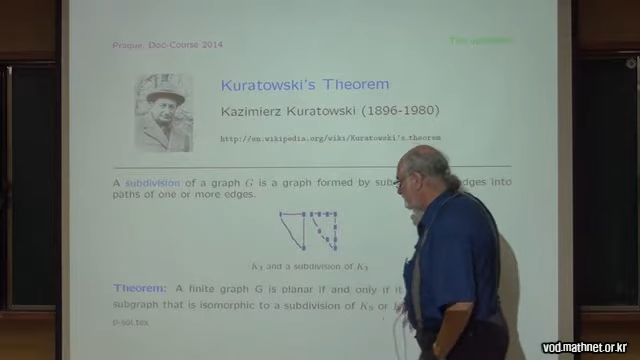 Prague, Doc-Course 2014
Kuratowski's Theorem
Kazimierz Kuratowski (1896-1980)
http://en.wikipedia.org/wiki/Kuratowski's_theorem
A subdivision of a graph G is a graph formed by sub edges into
paths of one or more edges.
K₃ and a subdivision of K₃
Theorem: A finite graph G is planar if and only if it
subgraph that is isomorphic to a subdivision of K₅ or
vod.mathnet.or.kr